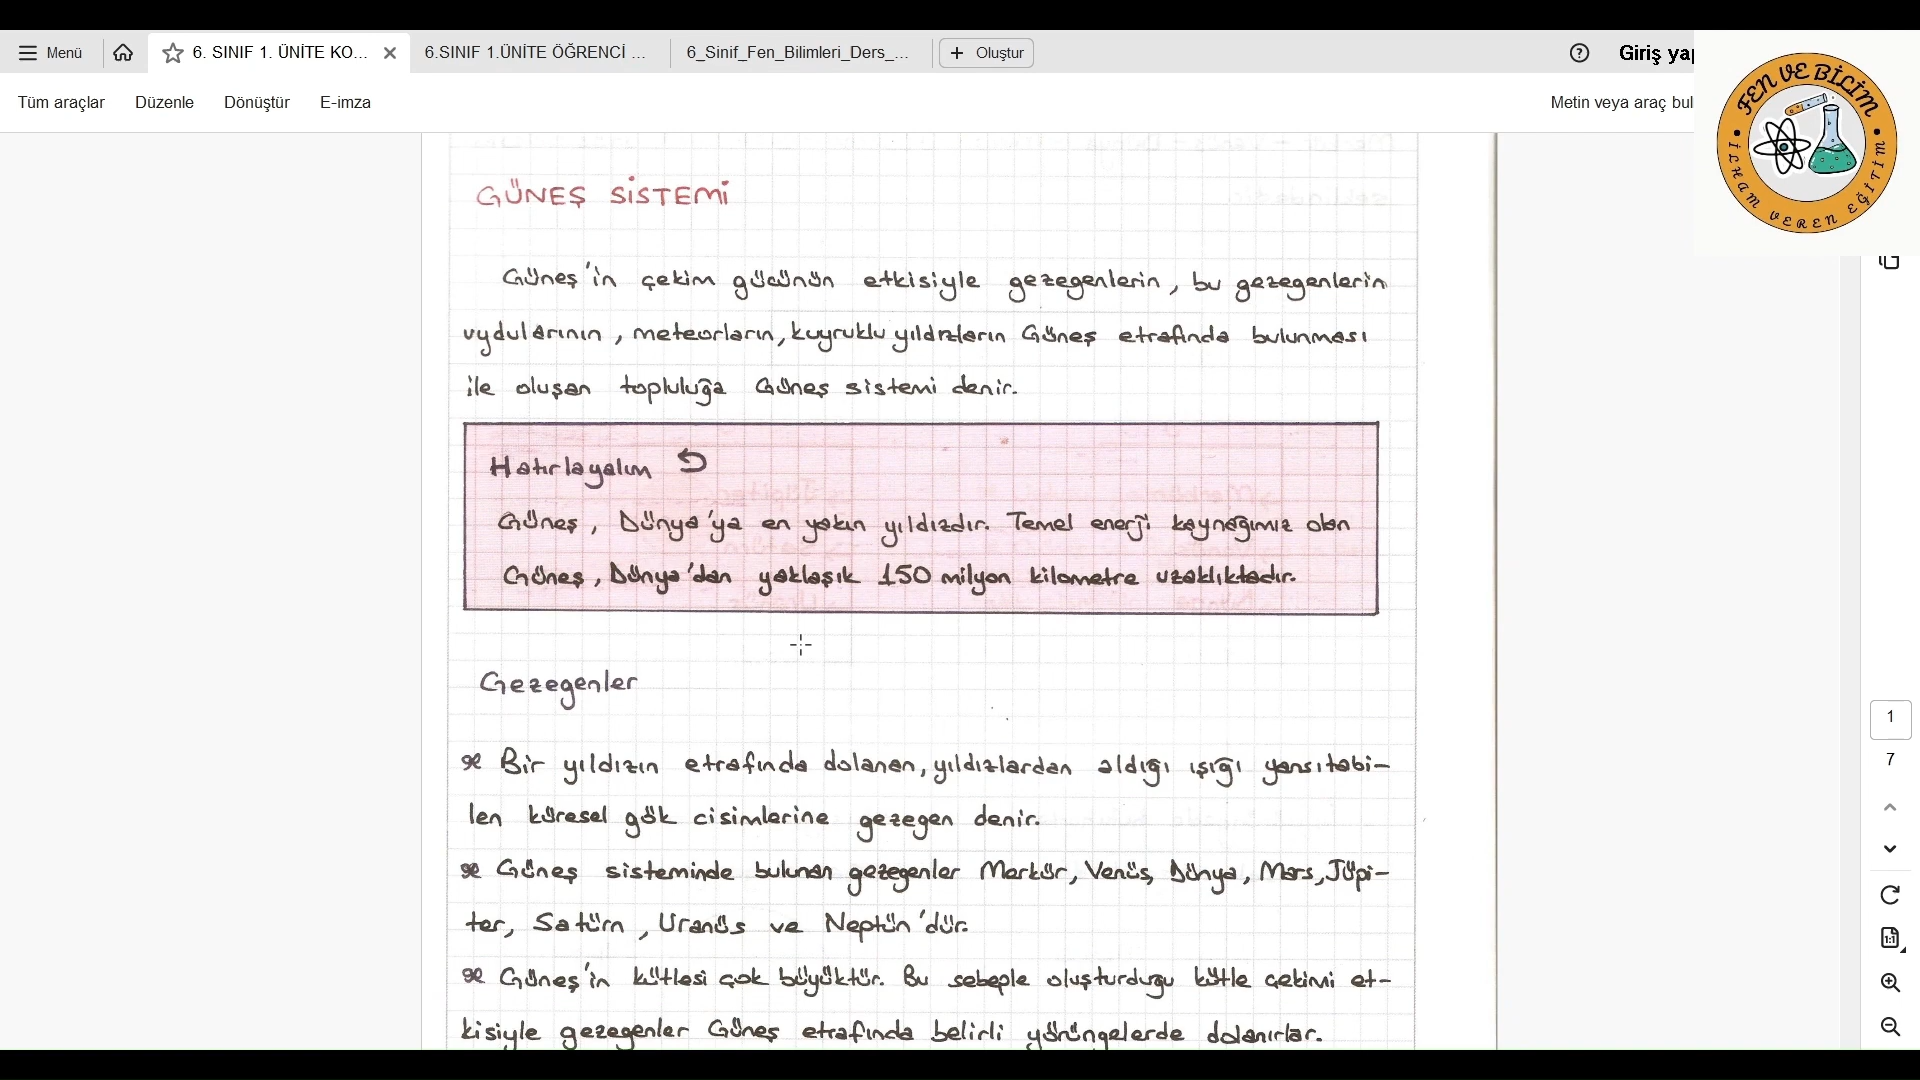 Menü
6. SINIF 1. ÜNİTE KO...
6.SINIF 1.ÜNİTE ÖĞRENCİ ...
6_Sinif_Fen_Bilimleri_Ders_...
Oluştur
Giriş yap
Tüm araçlar
Düzenle
Dönüştür
E-imza
Metin veya araç bul
FEN VE BİLİM
İLHAM VEREN EĞİTİM
GÜNEŞ SİSTEMİ
Güneş'in çekim gücünün etkisiyle gezegenlerin, bu gezegenlerin
uydularının, meteorların, kuyruklu yıldızların Güneş etrafında bulunması
ile oluşan topluluğa Güneş sistemi denir.
Hatırlayalım
Güneş, Dünya'ya en yakın yıldızdır. Temel enerji kaynağımız olan
Güneş, Dünya'dan yaklaşık 150 milyon kilometre uzaklıktadır.
Gezegenler
* Bir yıldızın etrafında dolanan, yıldızlardan aldığı ışığı yansıtabi-
len küresel gök cisimlerine gezegen denir.
* Güneş sisteminde bulunan gezegenler Merkür, Venüs, Dünya, Mars, Jüpi-
ter, Satürn, Uranüs ve Neptün'dür.
* Güneş'in kütlesi çok büyüktür. Bu sebeple oluşturduğu kütle çekimi et-
kisiyle gezegenler Güneş etrafında belirli yörüngelerde dolanırlar.
1
7